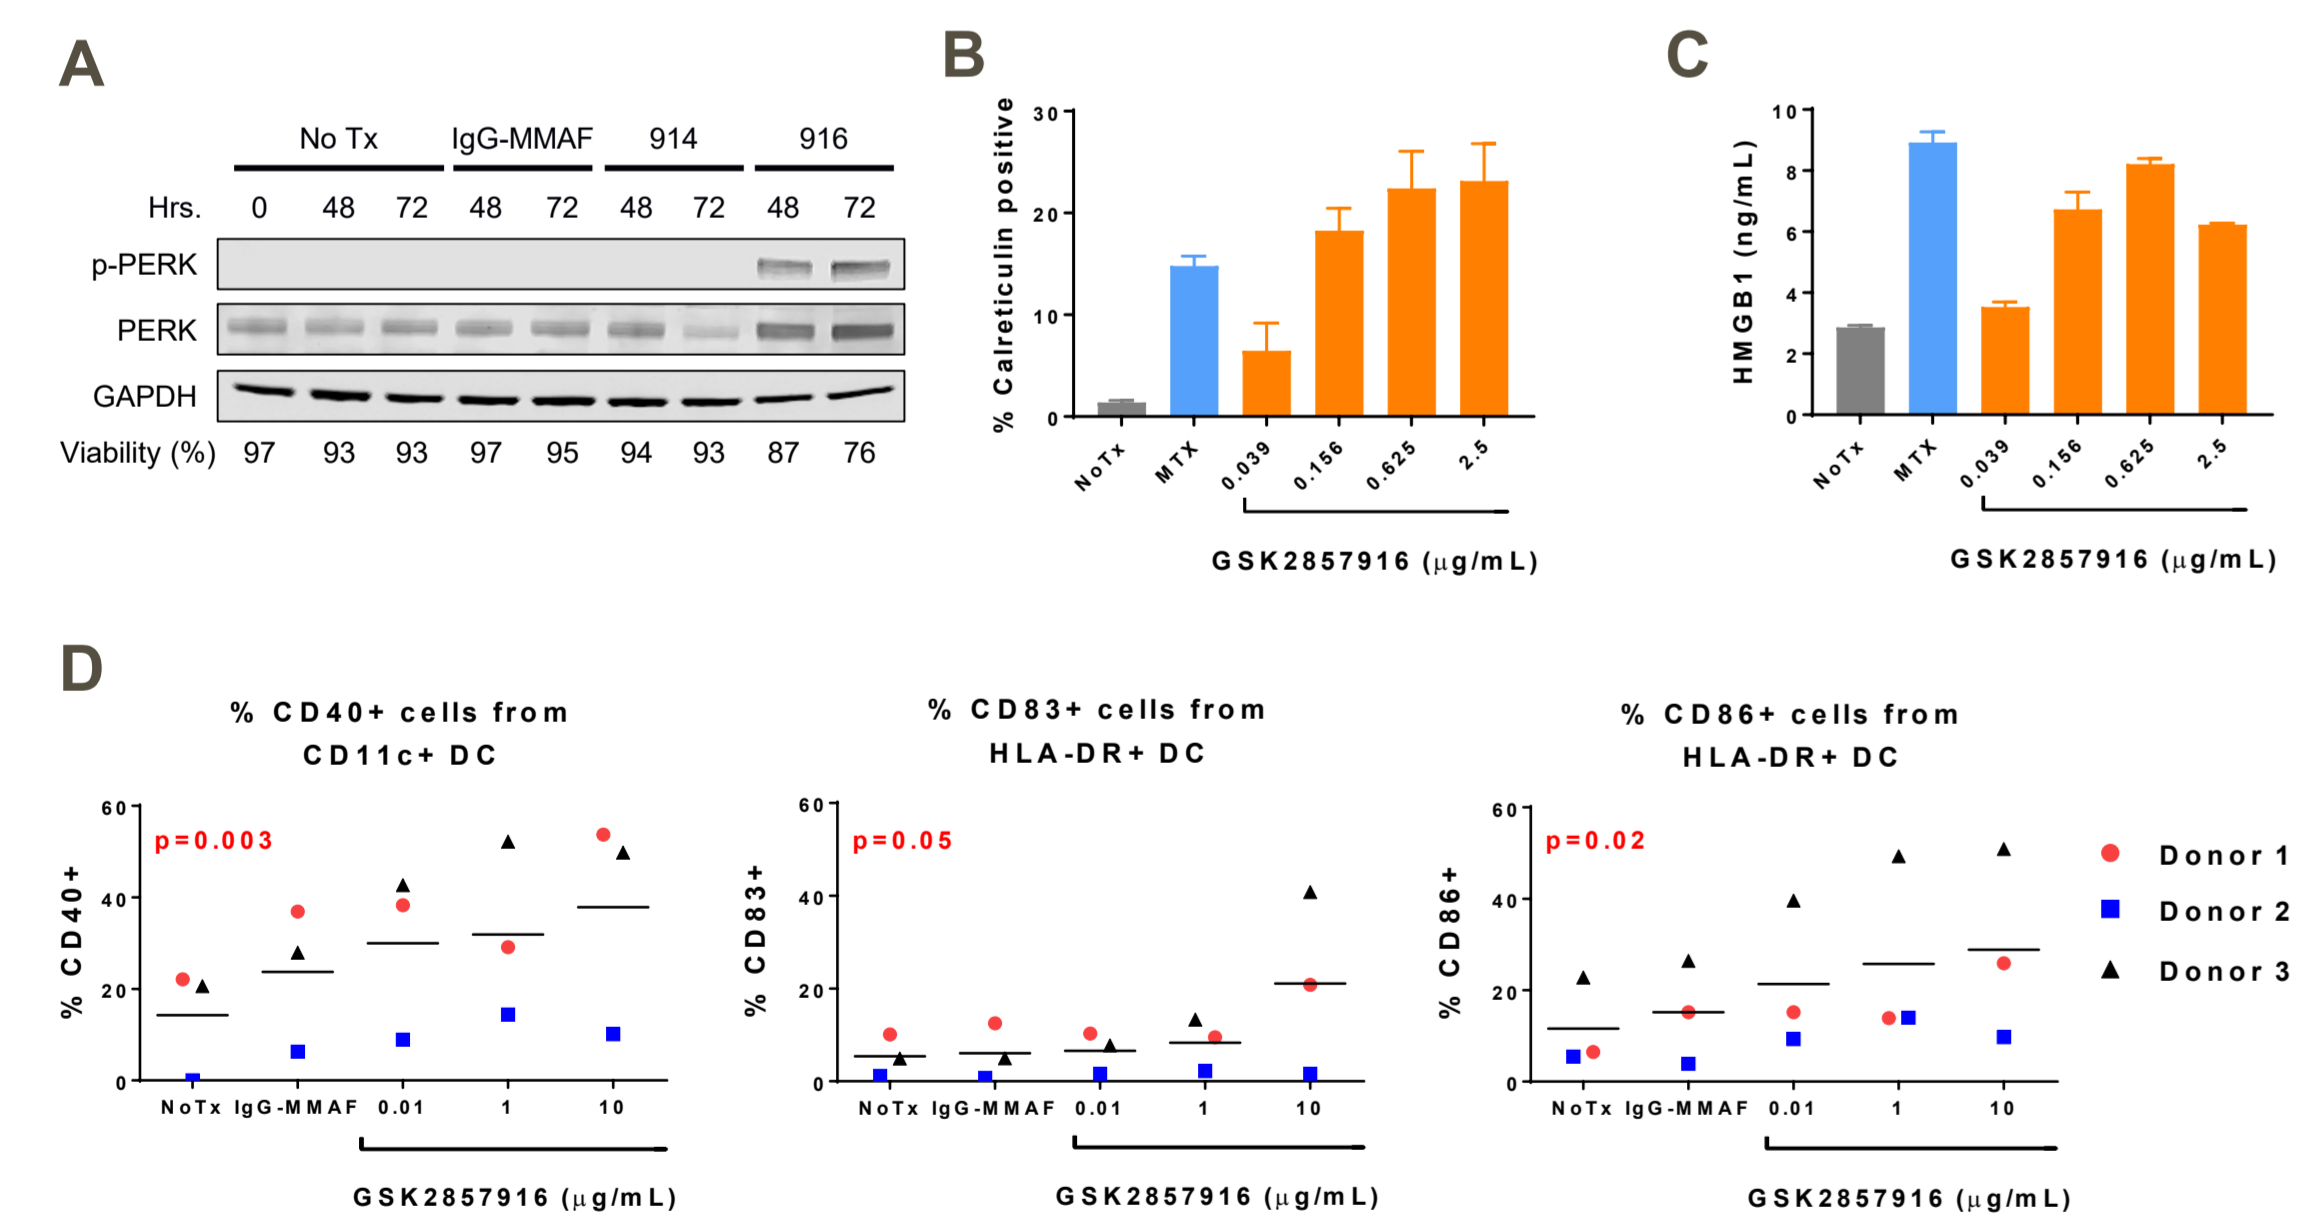 A
No Tx IgG-MMAF 914 916
Hrs. 0 48 72 48 72 48 72 48 72
p-PERK
PERK
GAPDH
Viability (%) 97 93 93 97 95 94 93 87 76
B
% Calreticulin positive
30
20
10
0
NoTx MTX 0.039 0.156 0.625 2.5
GSK2857916 (μg/mL)
C
HMGB1 (ng/mL)
10
8
6
4
2
0
NoTx MTX 0.039 0.156 0.625 2.5
GSK2857916 (μg/mL)
D
% CD40+ cells from
CD11c+ DC
p=0.003
% CD40+
60
40
20
0
NoTx IgG-MMAF 0.01 1 10
GSK2857916 (μg/mL)
% CD83+ cells from
HLA-DR+ DC
p=0.05
% CD83+
60
40
20
0
NoTx IgG-MMAF 0.01 1 10
GSK2857916 (μg/mL)
% CD86+ cells from
HLA-DR+ DC
p=0.02
% CD86+
60
40
20
0
NoTx IgG-MMAF 0.01 1 10
GSK2857916 (μg/mL)
Donor 1
Donor 2
Donor 3